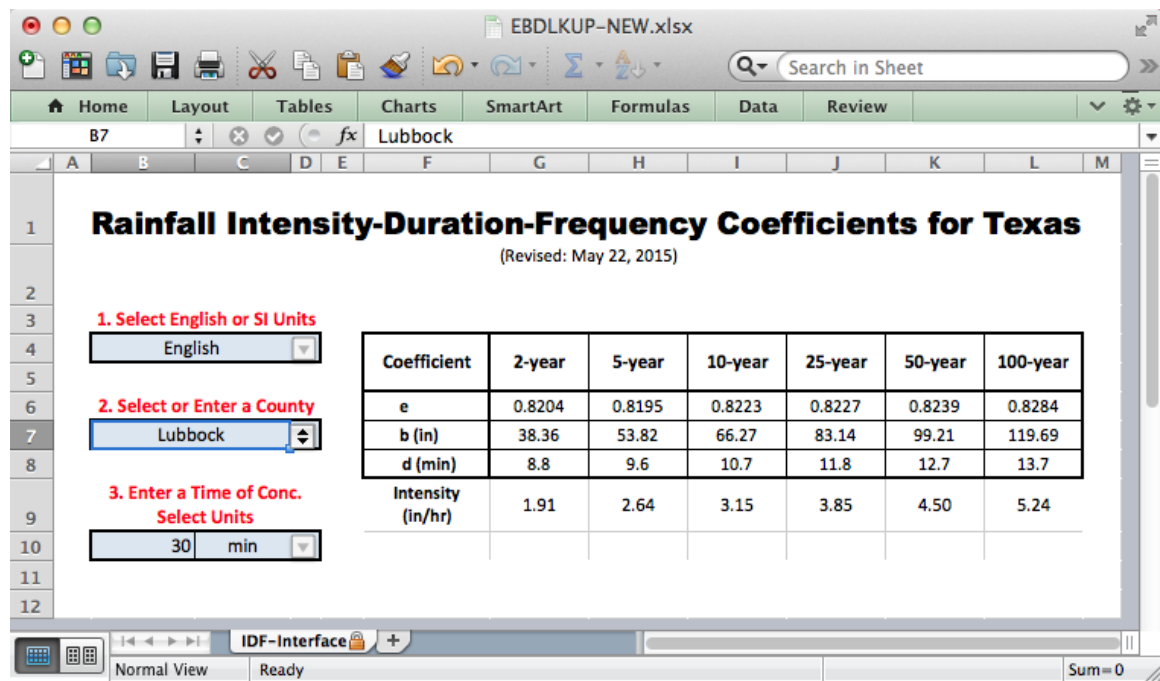 EBDLKUP-NEW.xlsx
Search in Sheet
Home Layout Tables Charts SmartArt Formulas Data Review
B7 fx Lubbock
A B C D E F G H I J K L M
1 Rainfall Intensity-Duration-Frequency Coefficients for Texas
(Revised: May 22, 2015)
2
3 1. Select English or SI Units
4 English
Coefficient 2-year 5-year 10-year 25-year 50-year 100-year
5
6 2. Select or Enter a County e 0.8204 0.8195 0.8223 0.8227 0.8239 0.8284
7 Lubbock b (in) 38.36 53.82 66.27 83.14 99.21 119.69
8 d (min) 8.8 9.6 10.7 11.8 12.7 13.7
3. Enter a Time of Conc. Intensity
9 Select Units (in/hr) 1.91 2.64 3.15 3.85 4.50 5.24
10 30 min
11
12
IDF-Interface
Normal View Ready Sum=0